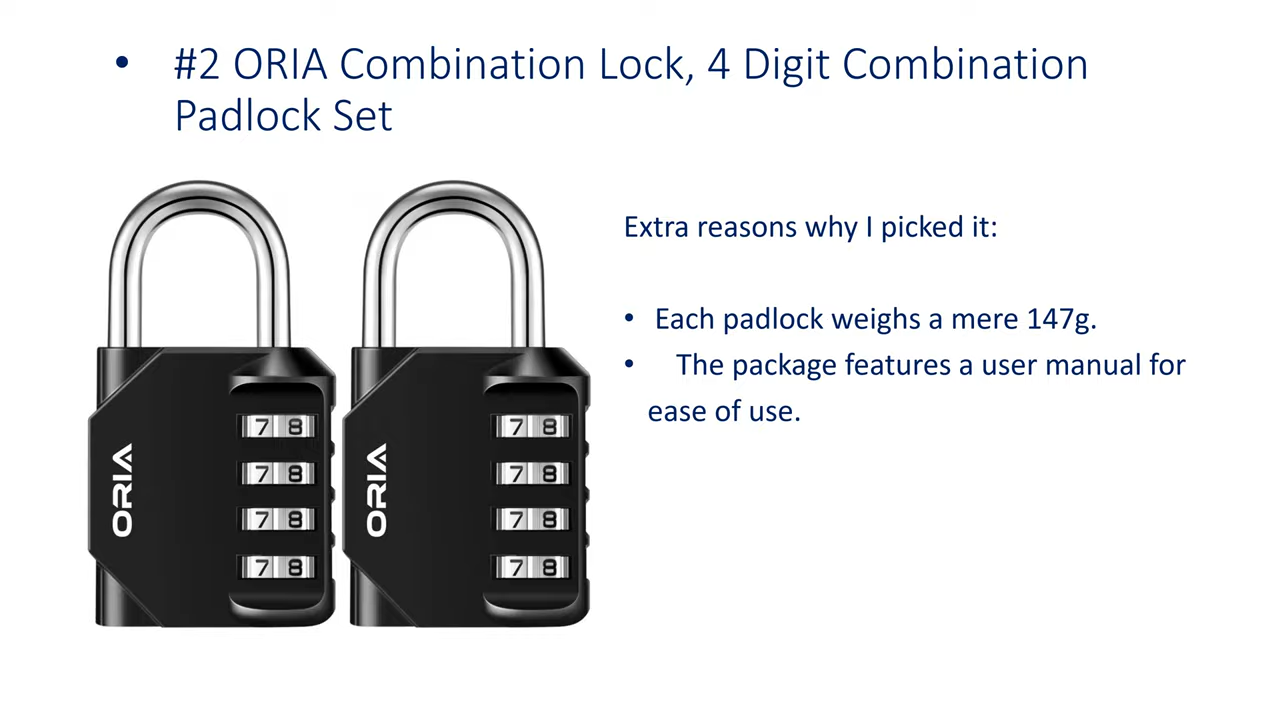 • #2 ORIA Combination Lock, 4 Digit Combination
Padlock Set
Extra reasons why I picked it:
• Each padlock weighs a mere 147g.
• The package features a user manual for
ease of use.
ORIA
7 8
7 8
7 8
7 8
ORIA
7 8
7 8
7 8
7 8